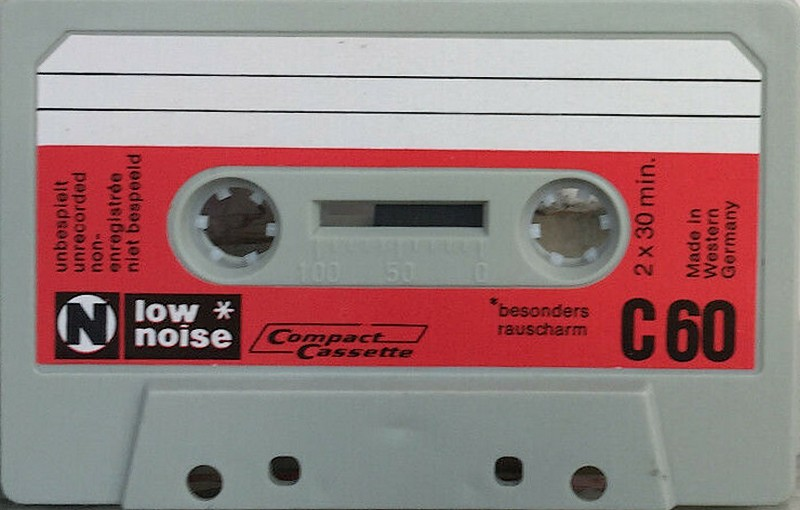 unbespielt
unrecorded
non-
enregistrée
niet bespeeld
100 50 0
2 x 30 min.
Made in
Western
Germany
N
low *
noise
Compact
Cassette
*besonders
rauscharm
C 60